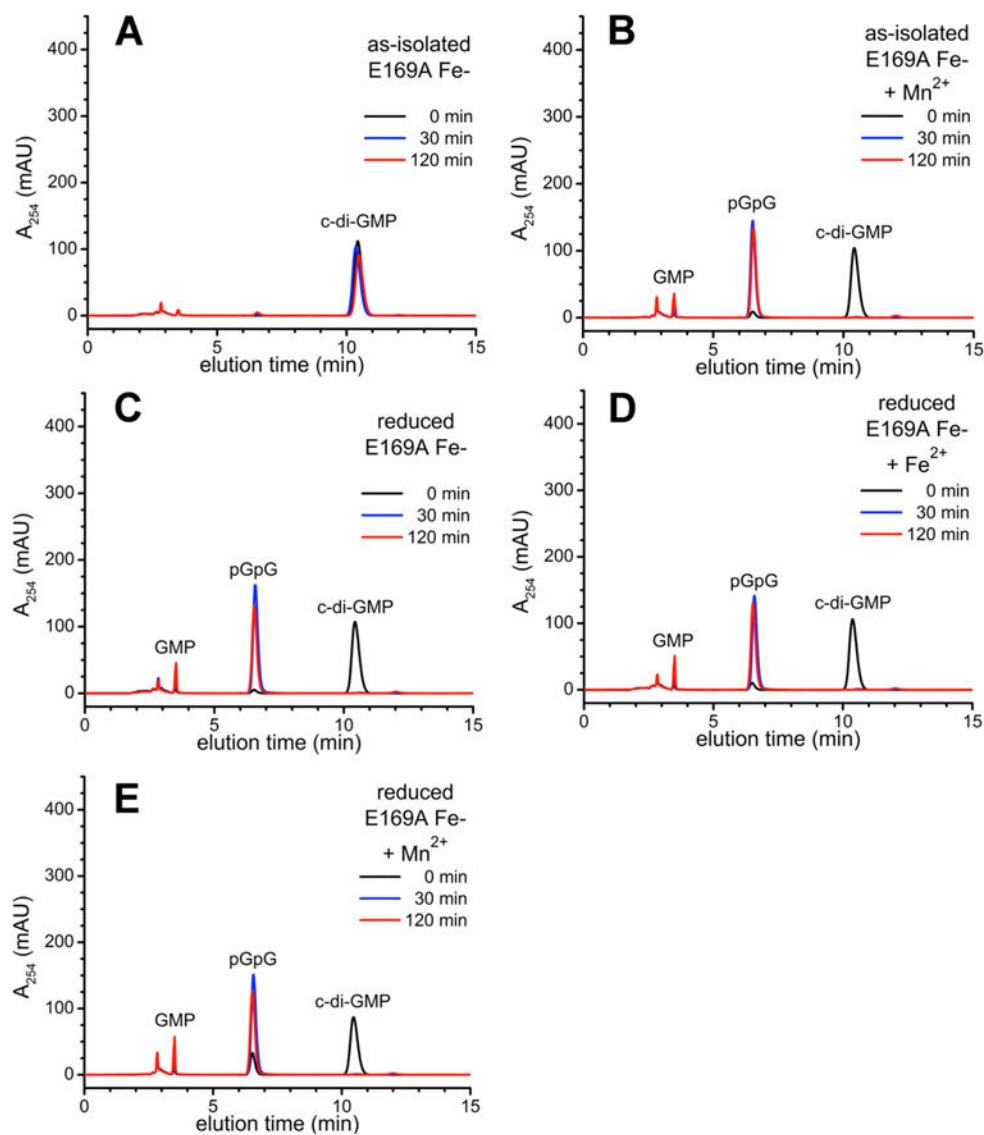 A
as-isolated
E169A Fe-
0 min
30 min
120 min
c-di-GMP
A254 (mAU)
400
300
200
100
0
0 5 10 15
elution time (min)
B
as-isolated
E169A Fe-
+ Mn2+
0 min
30 min
120 min
pGpG
c-di-GMP
GMP
A254 (mAU)
400
300
200
100
0
0 5 10 15
elution time (min)
C
reduced
E169A Fe-
0 min
30 min
120 min
pGpG
c-di-GMP
GMP
A254 (mAU)
400
300
200
100
0
0 5 10 15
elution time (min)
D
reduced
E169A Fe-
+ Fe2+
0 min
30 min
120 min
pGpG
c-di-GMP
GMP
A254 (mAU)
400
300
200
100
0
0 5 10 15
elution time (min)
E
reduced
E169A Fe-
+ Mn2+
0 min
30 min
120 min
pGpG
c-di-GMP
GMP
A254 (mAU)
400
300
200
100
0
0 5 10 15
elution time (min)